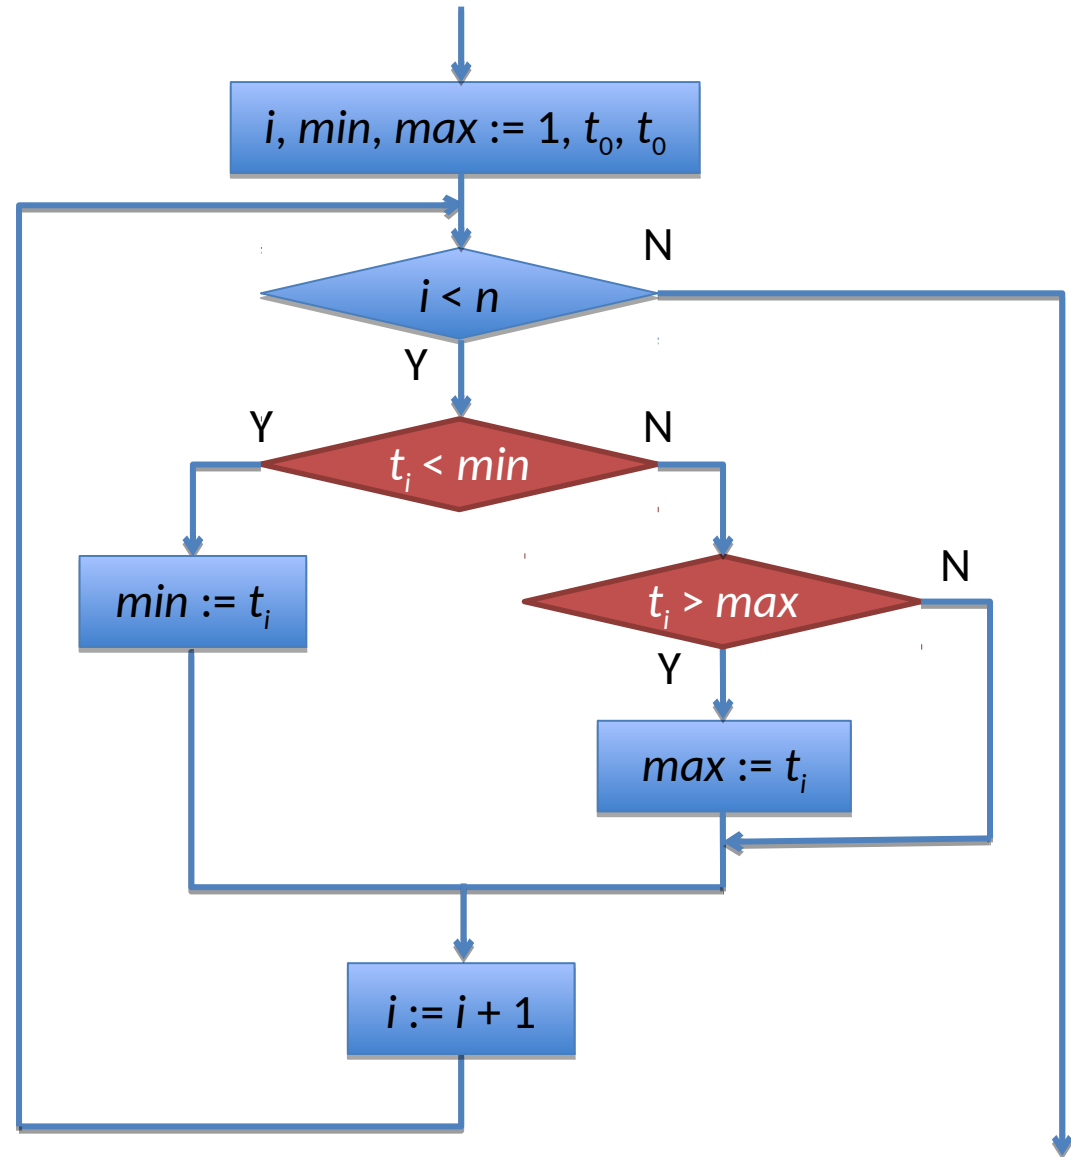 i, min, max := 1, t₀, t₀
N
i < n
Y
Y
N
tᵢ < min
N
min := tᵢ
tᵢ > max
Y
max := tᵢ
i := i + 1